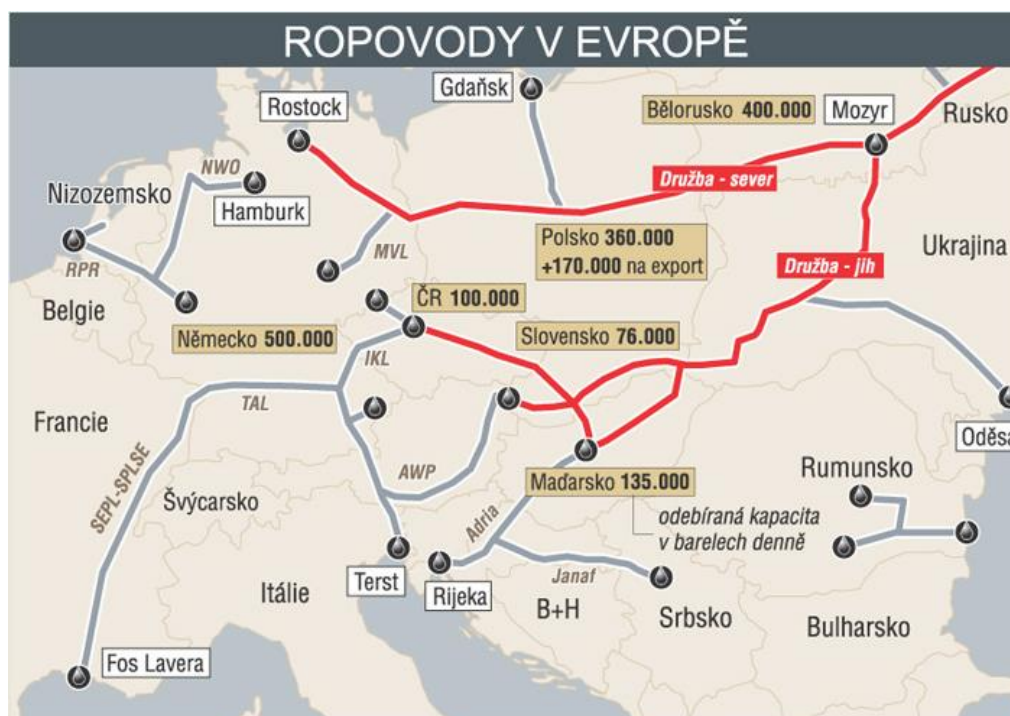 ROPOVODY V EVROPĚ
Gdaňsk
Rostock
Bělorusko 400.000
Mozyr
Rusko
NWO
Nizozemsko
Hamburk
Družba - sever
RPR
MVL
Polsko 360.000
+170.000 na export
Ukrajina
Družba - jih
Belgie
ČR 100.000
Německo 500.000
IKL
Slovensko 76.000
TAL
Francie
Oděsa
SEPL-SPLSE
AWP
Švýcarsko
Maďarsko 135.000
Rumunsko
Adria
odebíraná kapacita
v barelech denně
Terst
Rijeka
Janaf
Itálie
B+H
Srbsko
Bulharsko
Fos Lavera